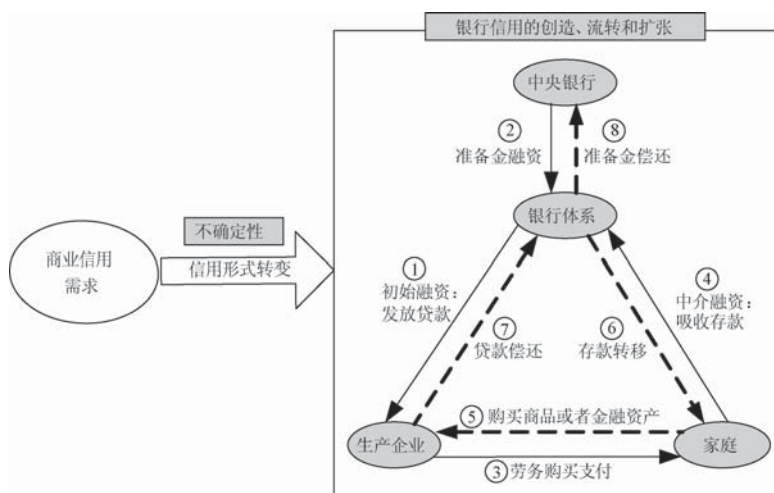 银行信用的创造、流转和扩张
中央银行
②
准备金融资
⑧
准备金偿还
银行体系
不确定性
商业信用
需求
信用形式转变
①
初始融资：
发放贷款
⑦
贷款偿还
⑥
存款转移
④
中介融资：
吸收存款
⑤ 购买商品或者金融资产
生产企业
家庭
③ 劳务购买支付